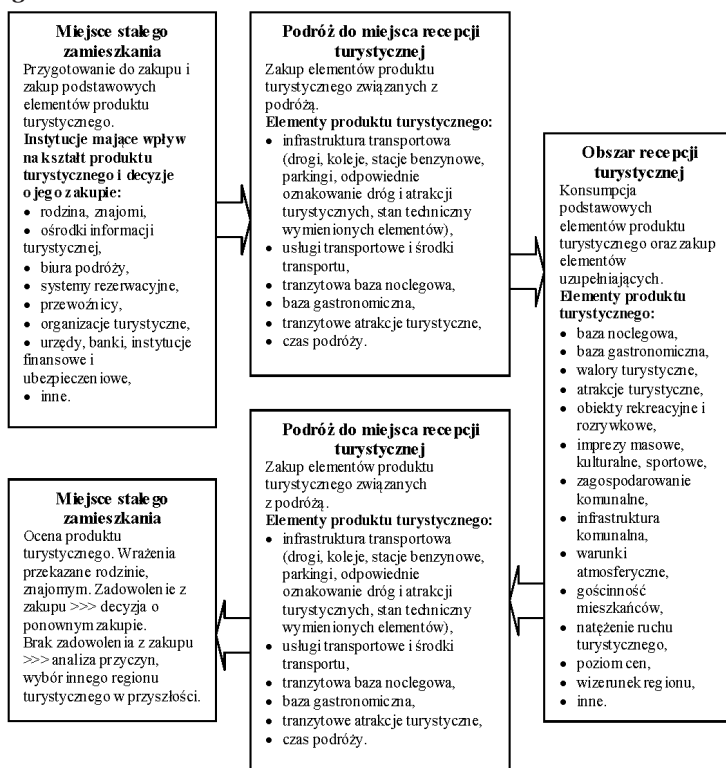 Miejsce stałego
zamieszkania
Przygotowanie do zakupu i
zakup podstawowych
elementów produktu
turystycznego.
Instytucje mające wpływ
na kształt produktu
turystycznego i decyzje
o jego zakupie:
• rodzina, znajomi,
• ośrodki informacji
turystycznej,
• biura podróży,
• systemy rezerwacyjne,
• przewoźnicy,
• organizacje turystyczne,
• urzędy, banki, instytucje
finansowe i
ubezpieczeniowe,
• inne.
Podróż do miejsca recepcji
turystycznej
Zakup elementów produktu
turystycznego związanych z
podróżą.
Elementy produktu turystycznego:
• infrastruktura transportowa
(drogi, koleje, stacje benzynowe,
parkingi, odpowiednie
oznakowanie dróg i atrakcji
turystycznych, stan techniczny
wymienionych elementów),
• usługi transportowe i środki
transportu,
• tranzytowa baza noclegowa,
• baza gastronomiczna,
• tranzytowe atrakcje turystyczne,
• czas podróży.
Obszar recepcji
turystycznej
Konsumpcja
podstawowych
elementów produktu
turystycznego oraz zakup
elementów
uzupełniających.
Elementy produktu
turystycznego:
• baza noclegowa,
• baza gastronomiczna,
• walory turystyczne,
• atrakcje turystyczne,
• obiekty rekreacyjne i
rozrywkowe,
• imprezy masowe,
kulturalne, sportowe,
• zagospodarowanie
komunalne,
• infrastruktura
komunalna,
• warunki
atmosferyczne,
• gościnność
mieszkańców,
• natężenie ruchu
turystycznego,
• poziom cen,
• wizerunek regionu,
• inne.
Podróż do miejsca recepcji
turystycznej
Zakup elementów produktu
turystycznego związanych
z podróżą.
Elementy produktu turystycznego:
• infrastruktura transportowa
(drogi, koleje, stacje benzynowe,
parkingi, odpowiednie
oznakowanie dróg i atrakcji
turystycznych, stan techniczny
wymienionych elementów),
• usługi transportowe i środki
transportu,
• tranzytowa baza noclegowa,
• baza gastronomiczna,
• tranzytowe atrakcje turystyczne,
• czas podróży.
Miejsce stałego
zamieszkania
Ocena produktu
turystycznego. Wrażenia
przekazane rodzinie,
znajomym. Zadowolenie z
zakupu >>> decyzja o
ponownym zakupie.
Brak zadowolenia z zakupu
>>> analiza przyczyn,
wybór innego regionu
turystycznego w przyszłości.